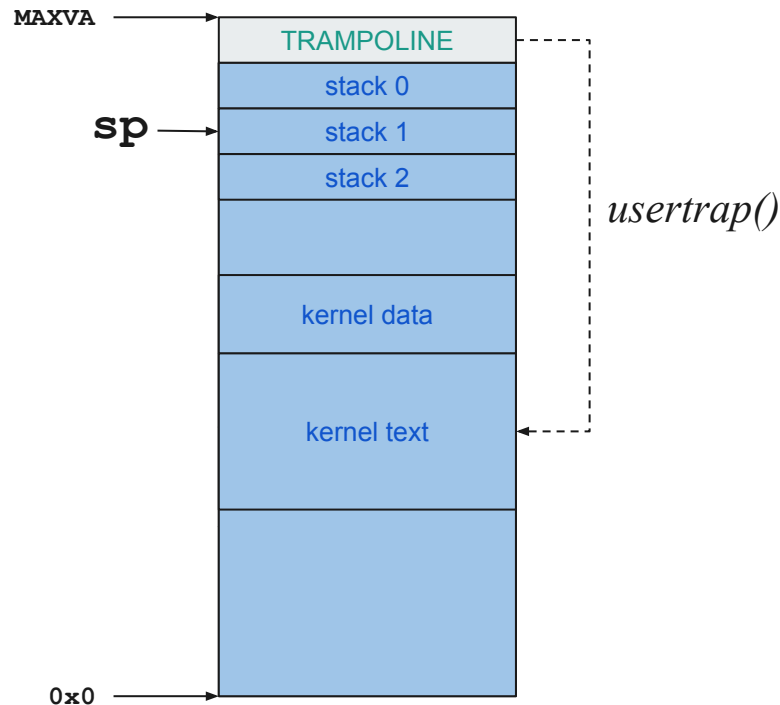 MAXVA
TRAMPOLINE
stack 0
sp
stack 1
stack 2
usertrap()
kernel data
kernel text
0x0